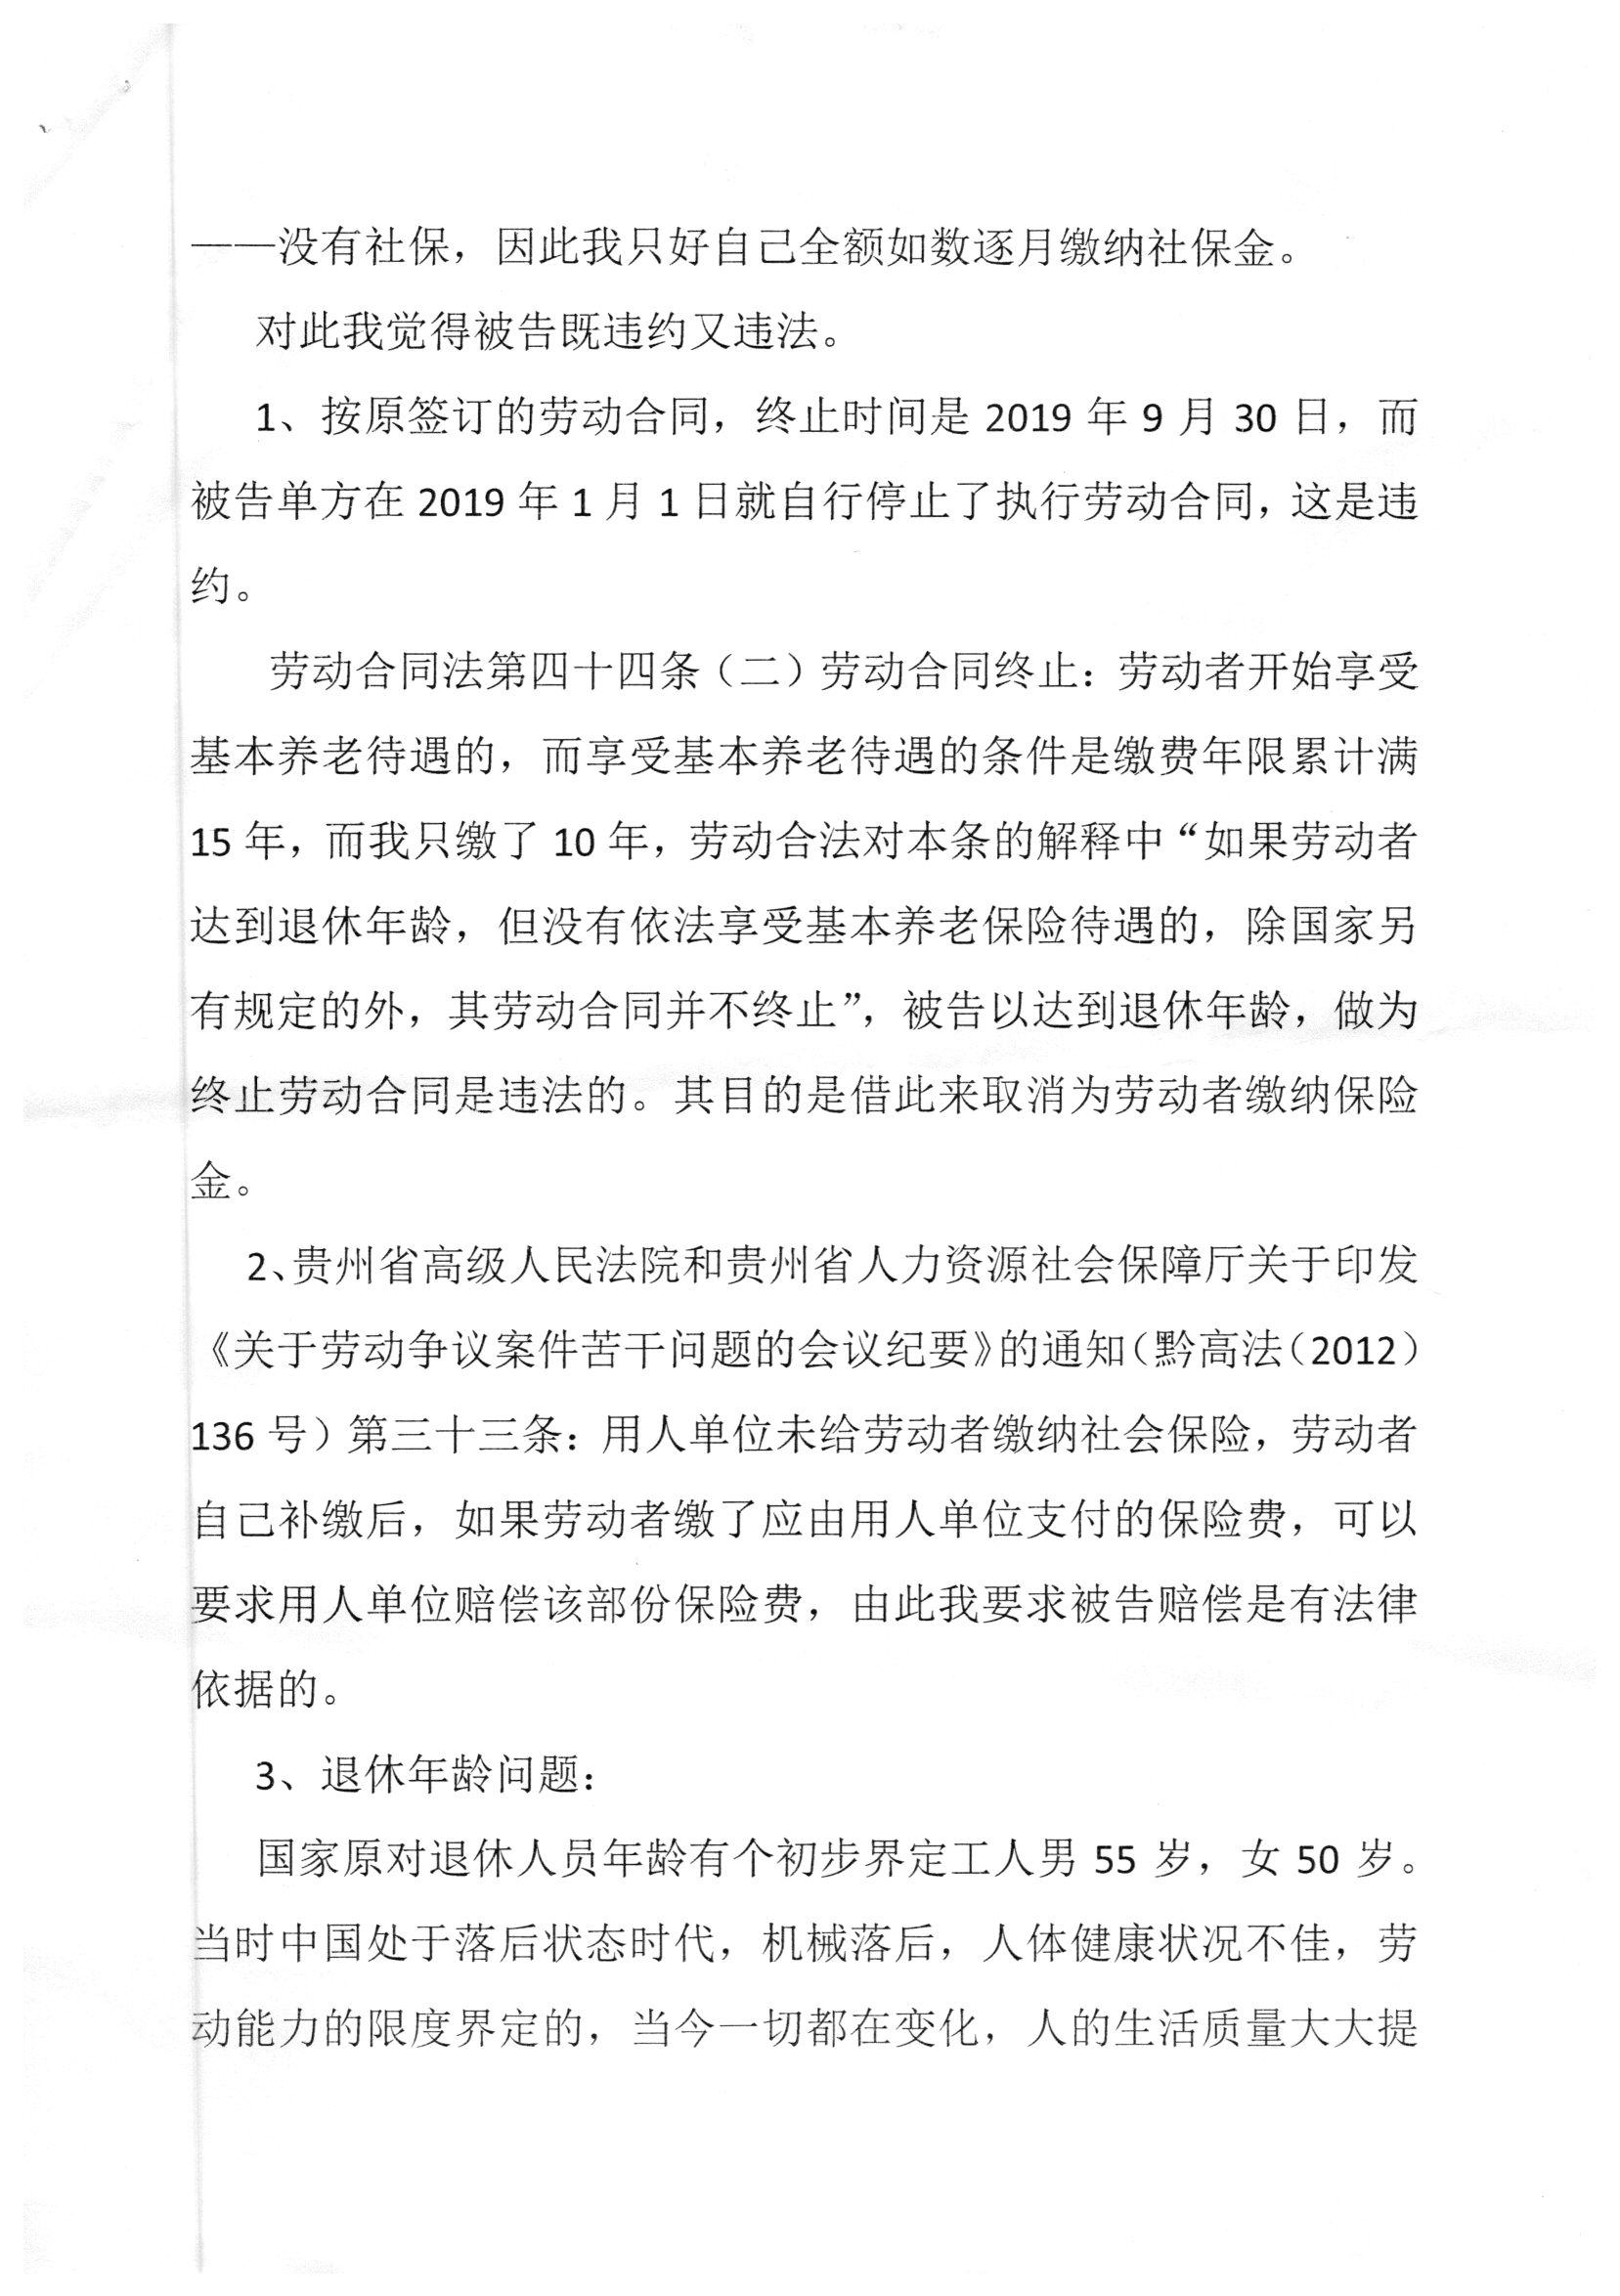 ——没有社保，因此我只好自己全额如数逐月缴纳社保金。
对此我觉得被告既违约又违法。
1、按原签订的劳动合同，终止时间是 2019 年 9 月 30 日，而
被告单方在 2019 年 1 月 1 日就自行停止了执行劳动合同，这是违
约。
劳动合同法第四十四条（二）劳动合同终止：劳动者开始享受
基本养老待遇的，而享受基本养老待遇的条件是缴费年限累计满
15 年，而我只缴了 10 年，劳动合法对本条的解释中“如果劳动者
达到退休年龄，但没有依法享受基本养老保险待遇的，除国家另
有规定的外，其劳动合同并不终止”，被告以达到退休年龄，做为
终止劳动合同是违法的。其目的是借此来取消为劳动者缴纳保险
金。
2、贵州省高级人民法院和贵州省人力资源社会保障厅关于印发
《关于劳动争议案件苦干问题的会议纪要》的通知（黔高法（2012）
136 号）第三十三条：用人单位未给劳动者缴纳社会保险，劳动者
自己补缴后，如果劳动者缴了应由用人单位支付的保险费，可以
要求用人单位赔偿该部份保险费，由此我要求被告赔偿是有法律
依据的。
3、退休年龄问题：
国家原对退休人员年龄有个初步界定工人男 55 岁，女 50 岁。
当时中国处于落后状态时代，机械落后，人体健康状况不佳，劳
动能力的限度界定的，当今一切都在变化，人的生活质量大大提